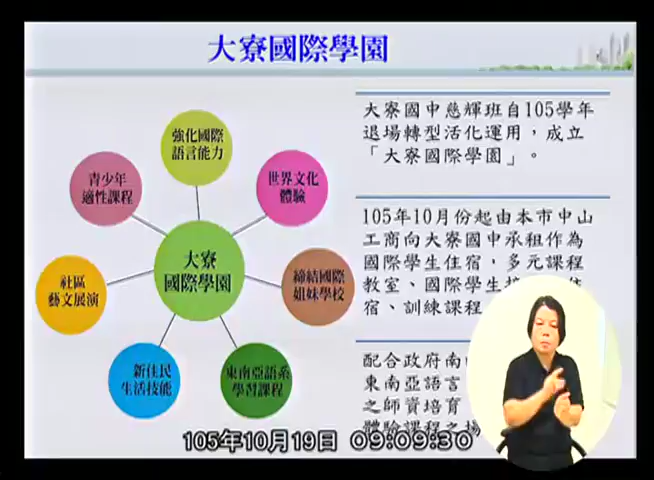 大寮國際學園
強化國際
語言能力
世界文化
體驗
締結國際
姐妹學校
東南亞語系
學習課程
新住民
生活技能
社區
藝文展演
青少年
適性課程
大寮
國際學園
大寮國中慈輝班自105學年
退場轉型活化運用，成立
「大寮國際學園」。
105年10月份起由本市中山
工商向大寮國中承租作為
國際學生住宿，多元課程
教室、國際學生
宿、訓練課程
配合政府南
東南亞語言
之師資培育
體驗課程之場
105年10月19日 09:09:30